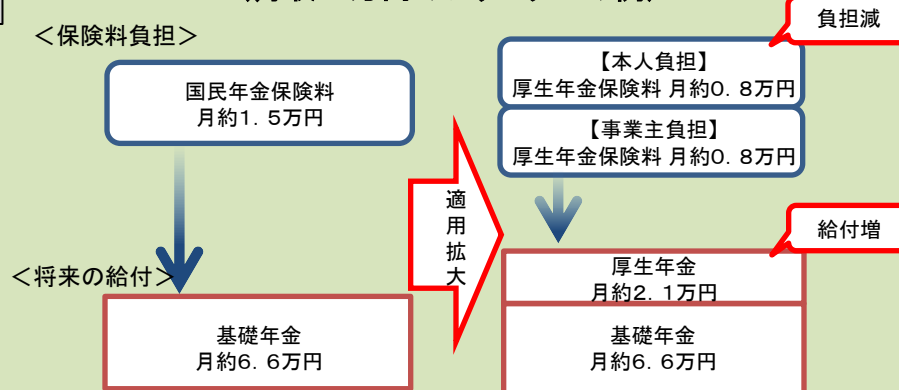 <保険料負担>
負担減
国民年金保険料
月約1.5万円
【本人負担】
厚生年金保険料 月約0.8万円
【事業主負担】
厚生年金保険料 月約0.8万円
適用拡大
給付増
<将来の給付>
厚生年金
月約2.1万円
基礎年金
月約6.6万円
基礎年金
月約6.6万円